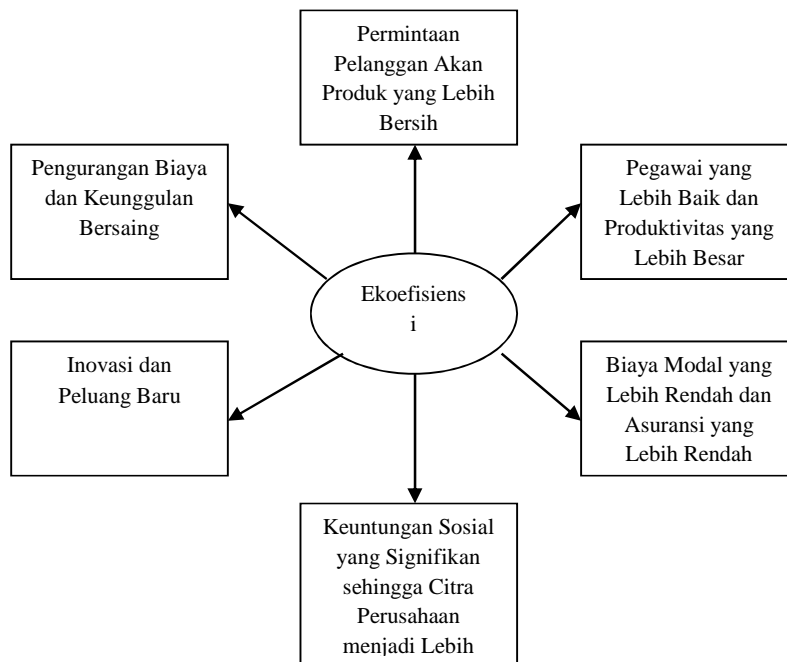 Permintaan
Pelanggan Akan
Produk yang Lebih
Bersih
Pengurangan Biaya
dan Keunggulan
Bersaing
Pegawai yang
Lebih Baik dan
Produktivitas yang
Lebih Besar
Ekoefisiens
i
Inovasi dan
Peluang Baru
Biaya Modal yang
Lebih Rendah dan
Asuransi yang
Lebih Rendah
Keuntungan Sosial
yang Signifikan
sehingga Citra
Perusahaan
menjadi Lebih